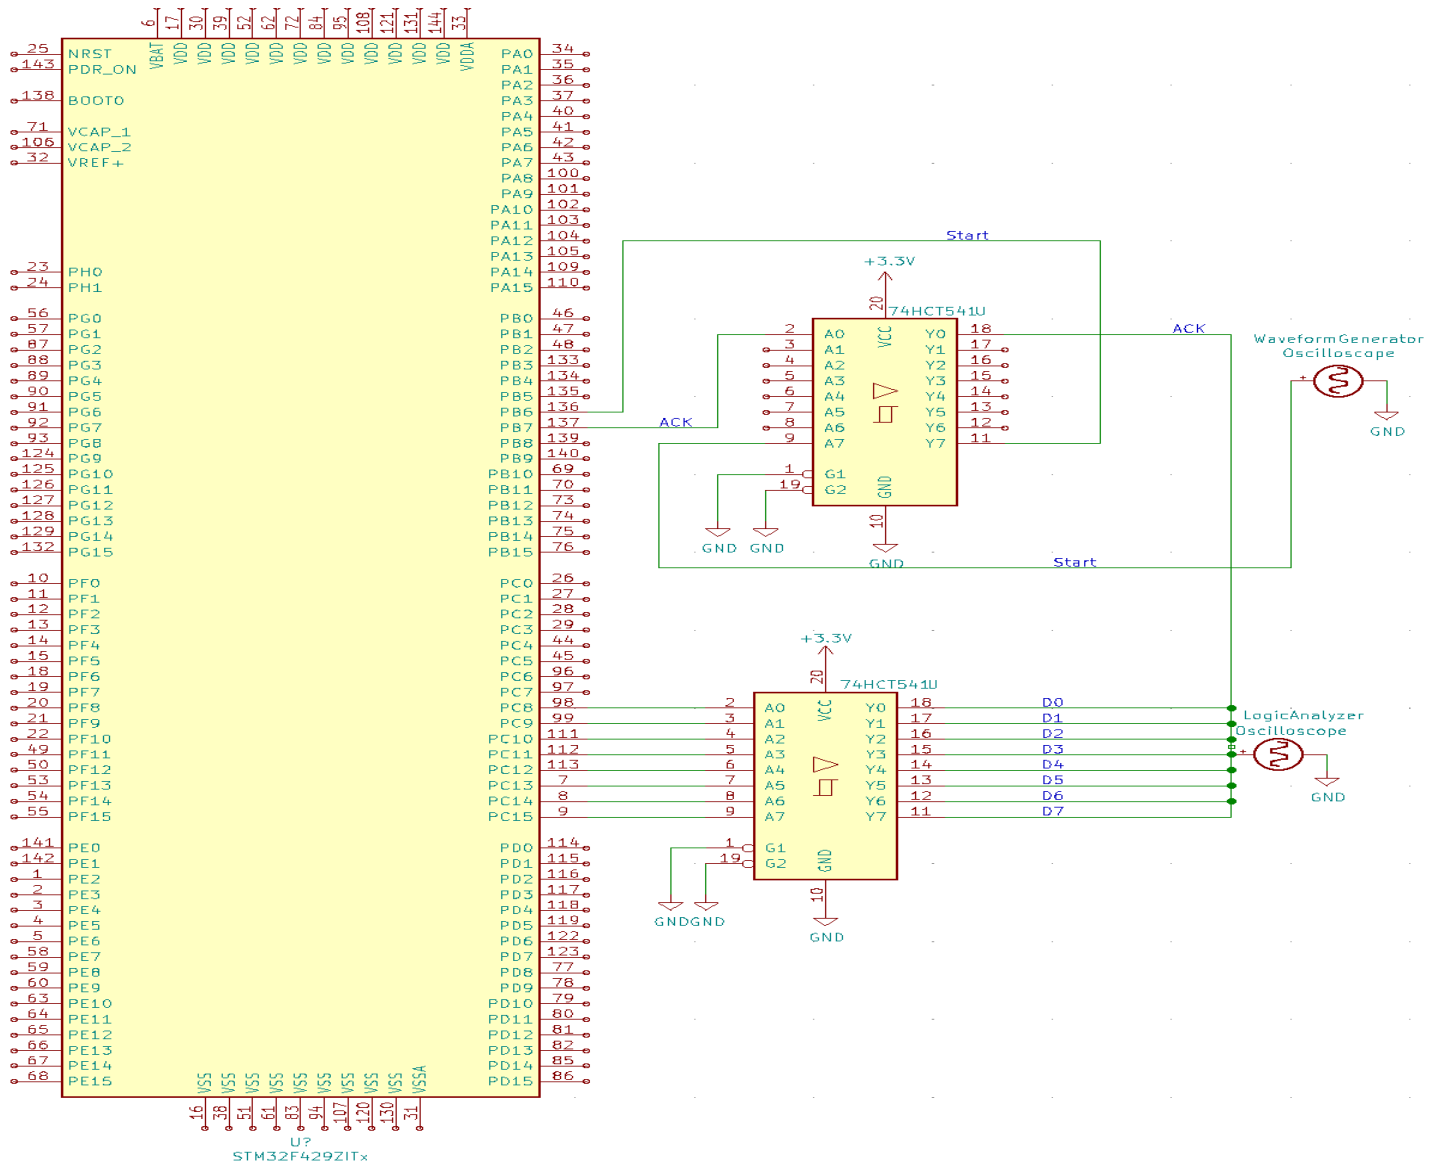 6 17 30 39 52 62 72 84 95 108 121 131 144 33
VBAT VDD VDD VDD VDD VDD VDD VDD VDD VDD VDD VDD VDD VDDA
25 NRST PA0 34
143 PDR_ON PA1 35
PA2 36
138 BOOT0 PA3 37
PA4 40
71 VCAP_1 PA5 41
106 VCAP_2 PA6 42
32 VREF+ PA7 43
PA8 100
PA9 101
PA10 102
PA11 103
PA12 104
PA13 105
23 PH0 PA14 109
24 PH1 PA15 110
56 PG0 PB0 46
57 PG1 PB1 47
87 PG2 PB2 48
88 PG3 PB3 133
89 PG4 PB4 134
90 PG5 PB5 135
91 PG6 PB6 136
92 PG7 PB7 137
93 PG8 PB8 139
124 PG9 PB9 140
125 PG10 PB10 69
126 PG11 PB11 70
127 PG12 PB12 73
128 PG13 PB13 74
129 PG14 PB14 75
132 PG15 PB15 76
10 PF0 PC0 26
11 PF1 PC1 27
12 PF2 PC2 28
13 PF3 PC3 29
14 PF4 PC4 44
15 PF5 PC5 45
18 PF6 PC6 96
19 PF7 PC7 97
20 PF8 PC8 98
21 PF9 PC9 99
22 PF10 PC10 111
49 PF11 PC11 112
50 PF12 PC12 113
53 PF13 PC13 7
54 PF14 PC14 8
55 PF15 PC15 9
141 PE0 PD0 114
142 PE1 PD1 115
1 PE2 PD2 116
2 PE3 PD3 117
3 PE4 PD4 118
4 PE5 PD5 119
5 PE6 PD6 122
58 PE7 PD7 123
59 PE8 PD8 77
60 PE9 PD9 78
63 PE10 PD10 79
64 PE11 PD11 80
65 PE12 PD12 81
66 PE13 PD13 82
67 PE14 PD14 85
68 PE15 PD15 86
VSS VSS VSS VSS VSS VSS VSS VSS VSS VSSA
16 38 51 61 83 94 107 120 130 31
U?
STM32F429ZITx
Start
+3.3V
20
74HCT541U
VCC
2 A0 Y0 18
3 A1 Y1 17
4 A2 Y2 16
5 A3 Y3 15
6 A4 Y4 14
7 A5 Y5 13
8 A6 Y6 12
9 A7 Y7 11
1 G1
19 G2
GND
10
GND GND
GND
ACK
ACK
Start
WaveformGenerator
Oscilloscope
+
GND
+3.3V
20
74HCT541U
VCC
2 A0 Y0 18 D0
3 A1 Y1 17 D1
4 A2 Y2 16 D2
5 A3 Y3 15 D3
6 A4 Y4 14 D4
7 A5 Y5 13 D5
8 A6 Y6 12 D6
9 A7 Y7 11 D7
1 G1
19 G2
GND
10
GND GND
GND
LogicAnalyzer
Oscilloscope
+
GND